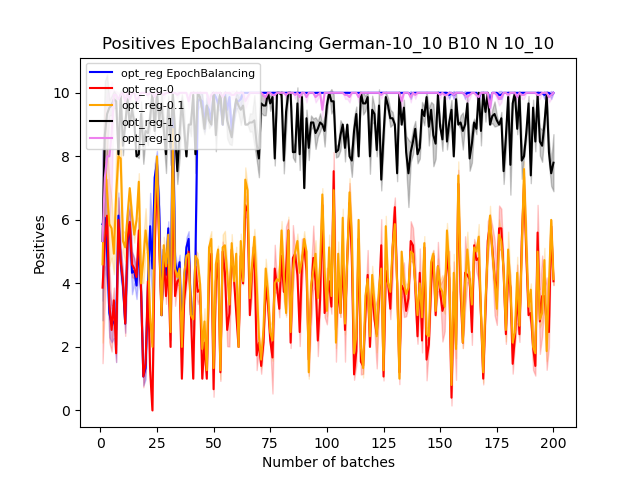 Positives EpochBalancing German-10_10 B10 N 10_10
opt_reg EpochBalancing
opt_reg-0
opt_reg-0.1
opt_reg-1
opt_reg-10
Positives
10
8
6
4
2
0
0 25 50 75 100 125 150 175 200
Number of batches